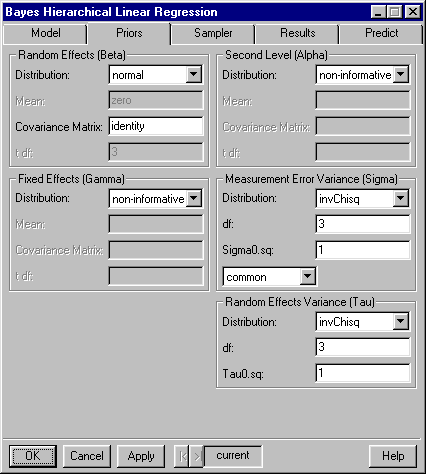 Bayes Hierarchical Linear Regression
Model Priors Sampler Results Predict
Random Effects (Beta)
Distribution: normal
Mean: zero
Covariance Matrix: identity
t df: 3
Second Level (Alpha)
Distribution: non-informative
Mean:
Covariance Matrix:
t df:
Fixed Effects (Gamma)
Distribution: non-informative
Mean:
Covariance Matrix:
t df:
Measurement Error Variance (Sigma)
Distribution: invChisq
df: 3
Sigma0.sq: 1
common
Random Effects Variance (Tau)
Distribution: invChisq
df: 3
Tau0.sq: 1
OK Cancel Apply current Help